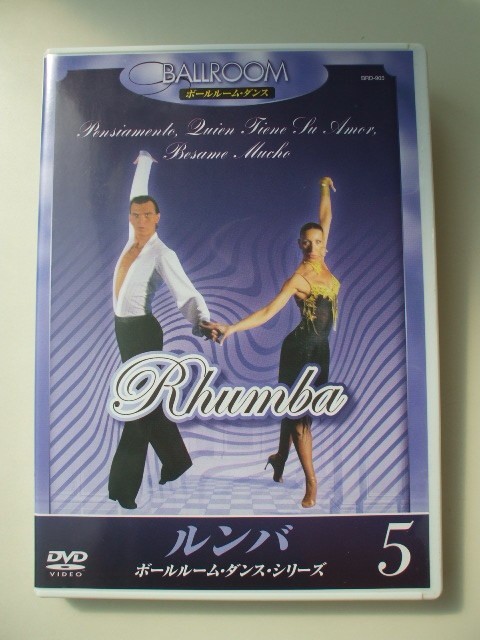 BALLROOM
BRD-905
ボールルーム・ダンス
Pensiamento, Quien Tiene Su Amor,
Besame Mucho
Rhumba
ルンバ
ボールルーム・ダンス・シリーズ
5
DVD
VIDEO